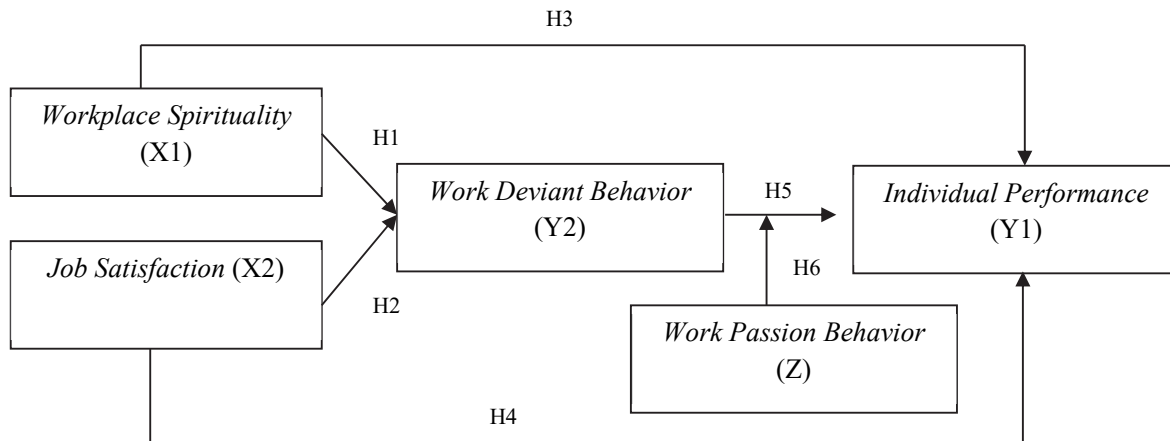 H3
Workplace Spirituality
(X1)
H1
Work Deviant Behavior
(Y2)
H5
Individual Performance
(Y1)
Job Satisfaction (X2)
H2
H6
Work Passion Behavior
(Z)
H4